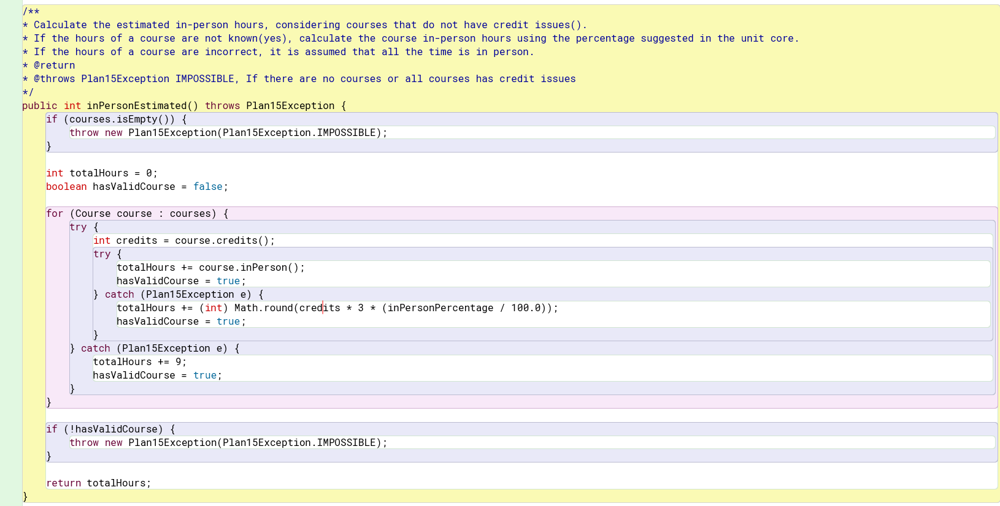 /**
* Calculate the estimated in-person hours, considering courses that do not have credit issues().
* If the hours of a course are not known(yes), calculate the course in-person hours using the percentage suggested in the unit core.
* If the hours of a course are incorrect, it is assumed that all the time is in person.
* @return
* @throws Plan15Exception IMPOSSIBLE, If there are no courses or all courses has credit issues
*/
public int inPersonEstimated() throws Plan15Exception {
    if (courses.isEmpty()) {
        throw new Plan15Exception(Plan15Exception.IMPOSSIBLE);
    }

    int totalHours = 0;
    boolean hasValidCourse = false;

    for (Course course : courses) {
        try {
            int credits = course.credits();
            try {
                totalHours += course.inPerson();
                hasValidCourse = true;
            } catch (Plan15Exception e) {
                totalHours += (int) Math.round(credits * 3 * (inPersonPercentage / 100.0));
                hasValidCourse = true;
            }
        } catch (Plan15Exception e) {
            totalHours += 9;
            hasValidCourse = true;
        }
    }

    if (!hasValidCourse) {
        throw new Plan15Exception(Plan15Exception.IMPOSSIBLE);
    }

    return totalHours;
}